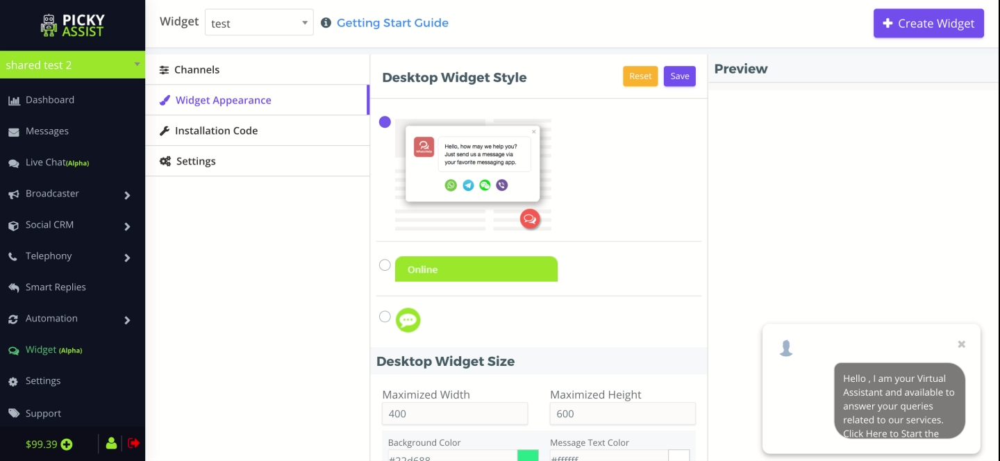 PICKY
ASSIST
Widget
test
Getting Start Guide
Create Widget
shared test 2
Dashboard
Messages
Live Chat(Alpha)
Broadcaster
Social CRM
Telephony
Smart Replies
Automation
Widget (Alpha)
Settings
Support
$99.39
Channels
Widget Appearance
Installation Code
Settings
Desktop Widget Style
Reset
Save
Hello, how may we help you?
Just send us a message via
your favorite messaging app.
WhatsHelp
Online
Desktop Widget Size
Maximized Width
Maximized Height
400
600
Background Color
Message Text Color
#22d688
#ffffff
Preview
Hello , I am your Virtual
Assistant and available to
answer your queries
related to our services.
Click Here to Start the